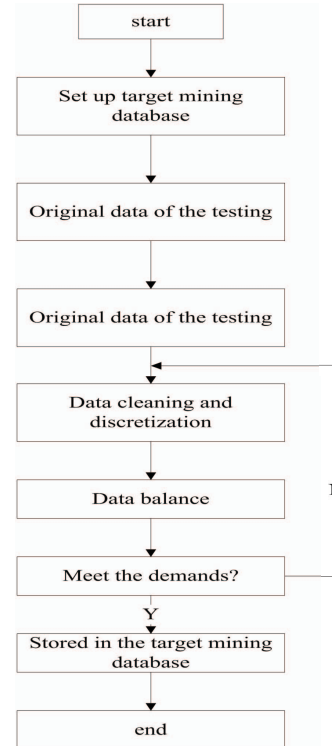 start
Set up target mining
database
Original data of the testing
Original data of the testing
Data cleaning and
discretization
Data balance
Meet the demands?
Y
Stored in the target mining
database
end